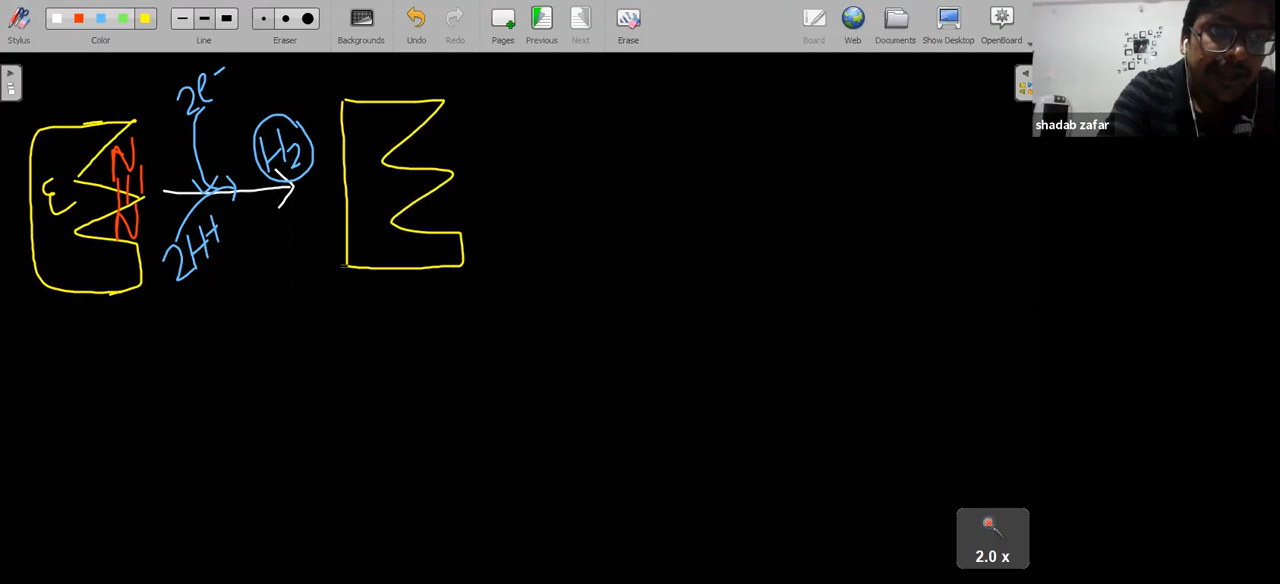 Stylus
Color
Line
Eraser
Backgrounds
Undo
Redo
Pages
Previous
Next
Erase
Board
Web
Documents
Show Desktop
OpenBoard
shadab zafar
2e⁻
H₂
E
N
N
2H+
2.0 x